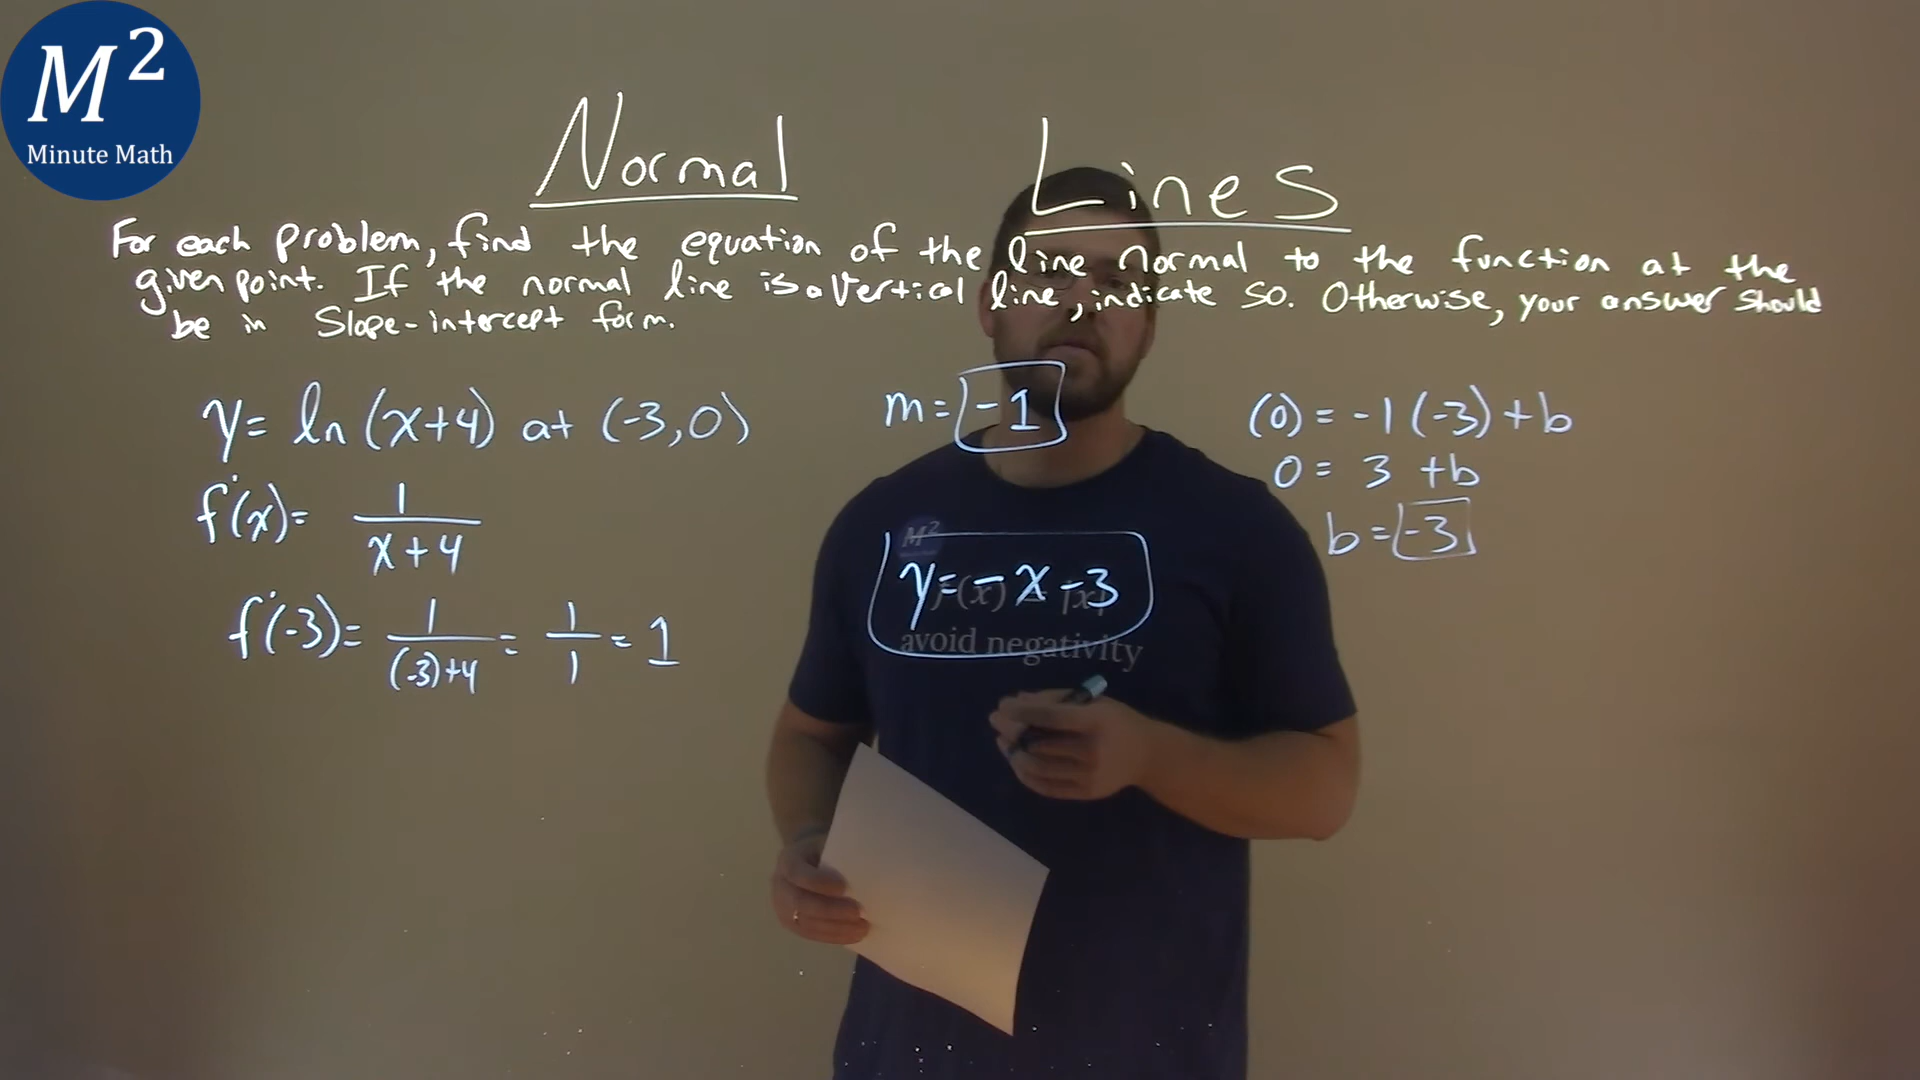 M²
Minute Math
Normal Lines
For each problem, find the equation of the line normal to the function at the
given point. If the normal line is a vertical line, indicate so. Otherwise, your answer should
be in slope-intercept form.
y = ln (x+4) at (-3,0)
f'(x) = 1/(x+4)
f'(-3) = 1/((-3)+4) = 1/1 = 1
m = -1
y = -x - 3
M²
f(x) = |x|
avoid negativity
(0) = -1 (-3) + b
0 = 3 + b
b = -3